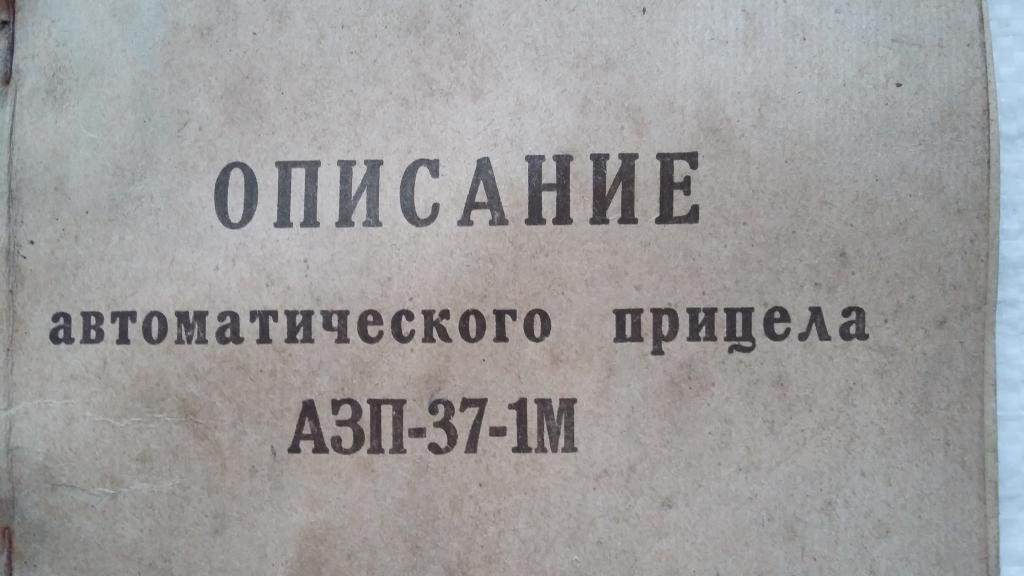 ОПИСАНИЕ
автоматического прицела
АЗП-37-1М